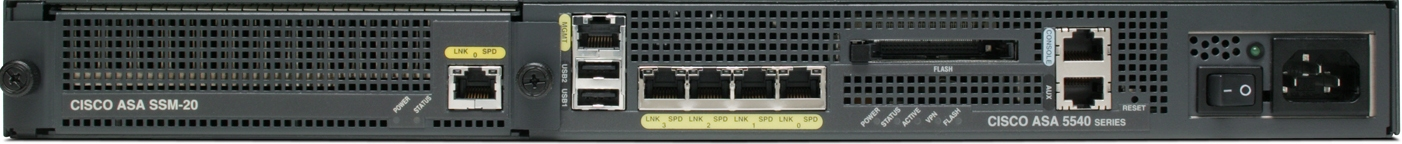 LNK 0 SPD
CISCO ASA SSM-20
POWER
STATUS
MGMT
USB2
USB1
LNK SPD LNK SPD LNK SPD LNK SPD
3 2 1 0
FLASH
POWER
STATUS
ACTIVE
VPN
FLASH
CONSOLE
AUX
RESET
CISCO ASA 5540 SERIES